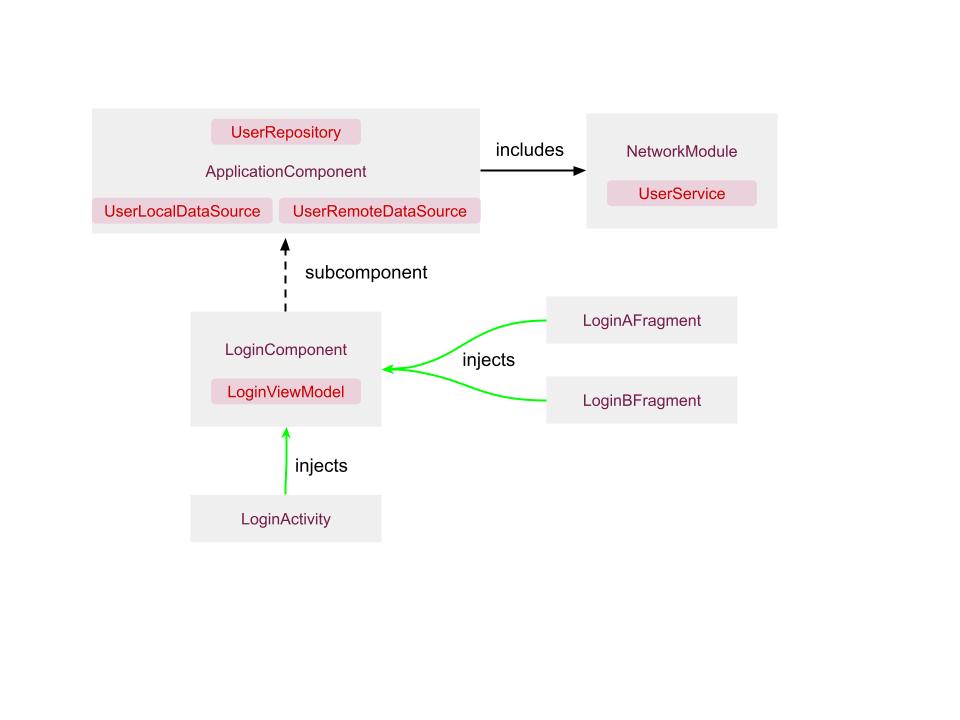 UserRepository
ApplicationComponent
UserLocalDataSource
UserRemoteDataSource
includes
NetworkModule
UserService
subcomponent
LoginComponent
LoginViewModel
injects
LoginAFragment
LoginBFragment
injects
LoginActivity